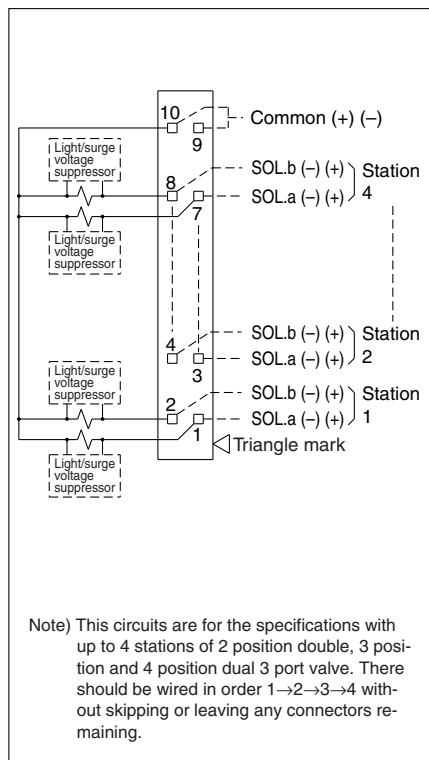 10
Common (+) (–)
9
Light/surge
voltage
suppressor
SOL.b (–) (+)
Station
8
SOL.a (–) (+)
4
7
Light/surge
voltage
suppressor
4
SOL.b (–) (+)
Station
SOL.a (–) (+)
2
3
Light/surge
voltage
suppressor
SOL.b (–) (+)
Station
2
SOL.a (–) (+)
1
1
Triangle mark
Light/surge
voltage
suppressor
Note) This circuits are for the specifications with
up to 4 stations of 2 position double, 3 posi-
tion and 4 position dual 3 port valve. There
should be wired in order 1→2→3→4 with-
out skipping or leaving any connectors re-
maining.